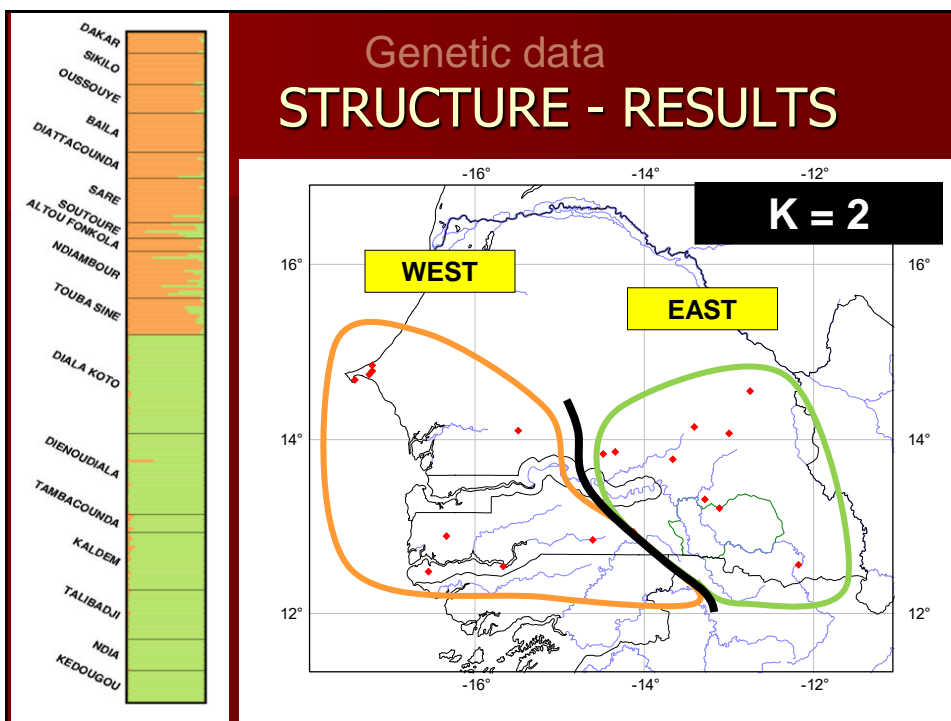 DAKAR
SIKILO
OUSSOUYE
BAILA
DIATTACOUNDA
SARE
SOUTOURE
ALTOU FONKOLA
NDIAMBOUR
TOUBA SINE
DIALA KOTO
DIENOUDIALA
TAMBACOUNDA
KALDEM
TALIBADJI
NDIA
KEDOUGOU
Genetic data
STRUCTURE - RESULTS
-16° -14° -12°
K = 2
16° 16°
WEST
EAST
14° 14°
12° 12°
-16° -14° -12°